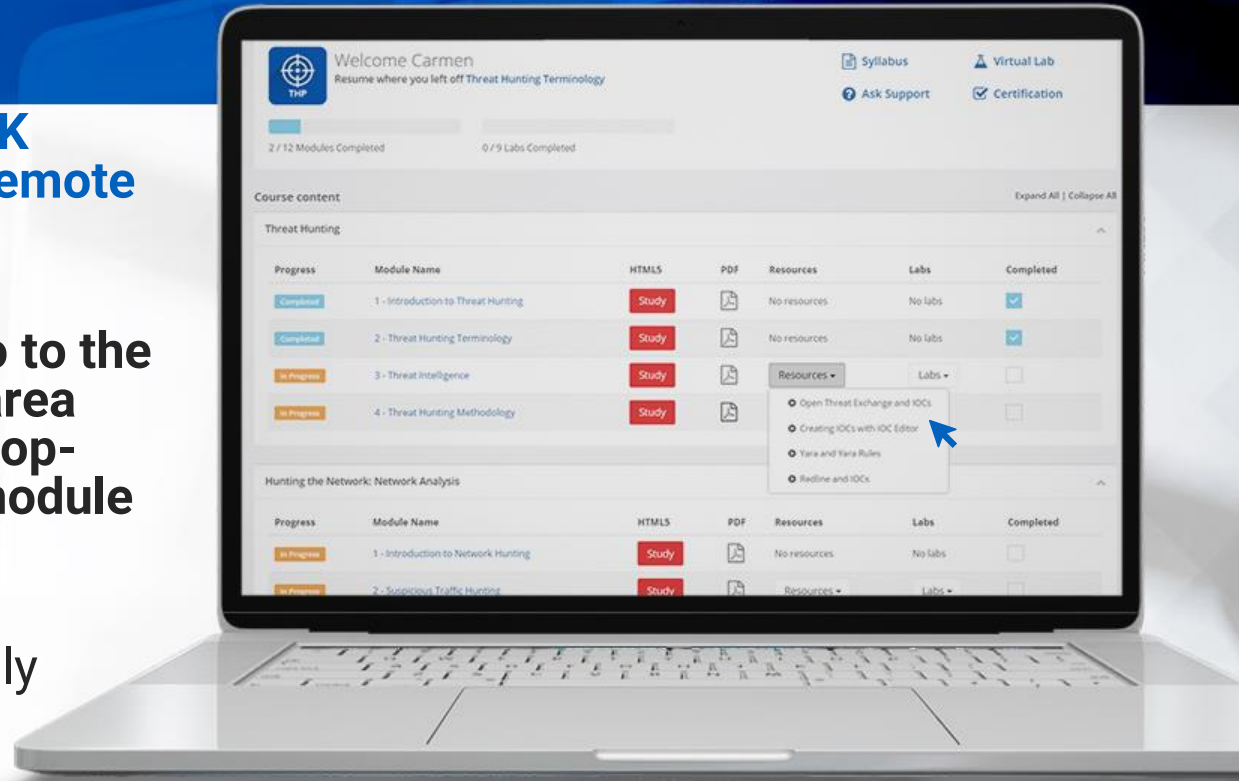 K
emote
o to the
area
op-
module
ly
THP
Welcome Carmen
Resume where you left off Threat Hunting Terminology
Syllabus
Virtual Lab
Ask Support
Certification
2 / 12 Modules Completed
0 / 9 Labs Completed
Course content
Expand All | Collapse All
Threat Hunting
Progress Module Name HTML5 PDF Resources Labs Completed
Completed 1 - Introduction to Threat Hunting Study No resources No labs
Completed 2 - Threat Hunting Terminology Study No resources No labs
In Progress 3 - Threat Intelligence Study Resources Labs
In Progress 4 - Threat Hunting Methodology Study
Open Threat Exchange and IOCs
Creating IOCs with IOC Editor
Yara and Yara Rules
Redline and IOCs
Hunting the Network: Network Analysis
Progress Module Name HTML5 PDF Resources Labs Completed
In Progress 1 - Introduction to Network Hunting Study No resources No labs
In Progress 2 - Suspicious Traffic Hunting Study Resources Labs